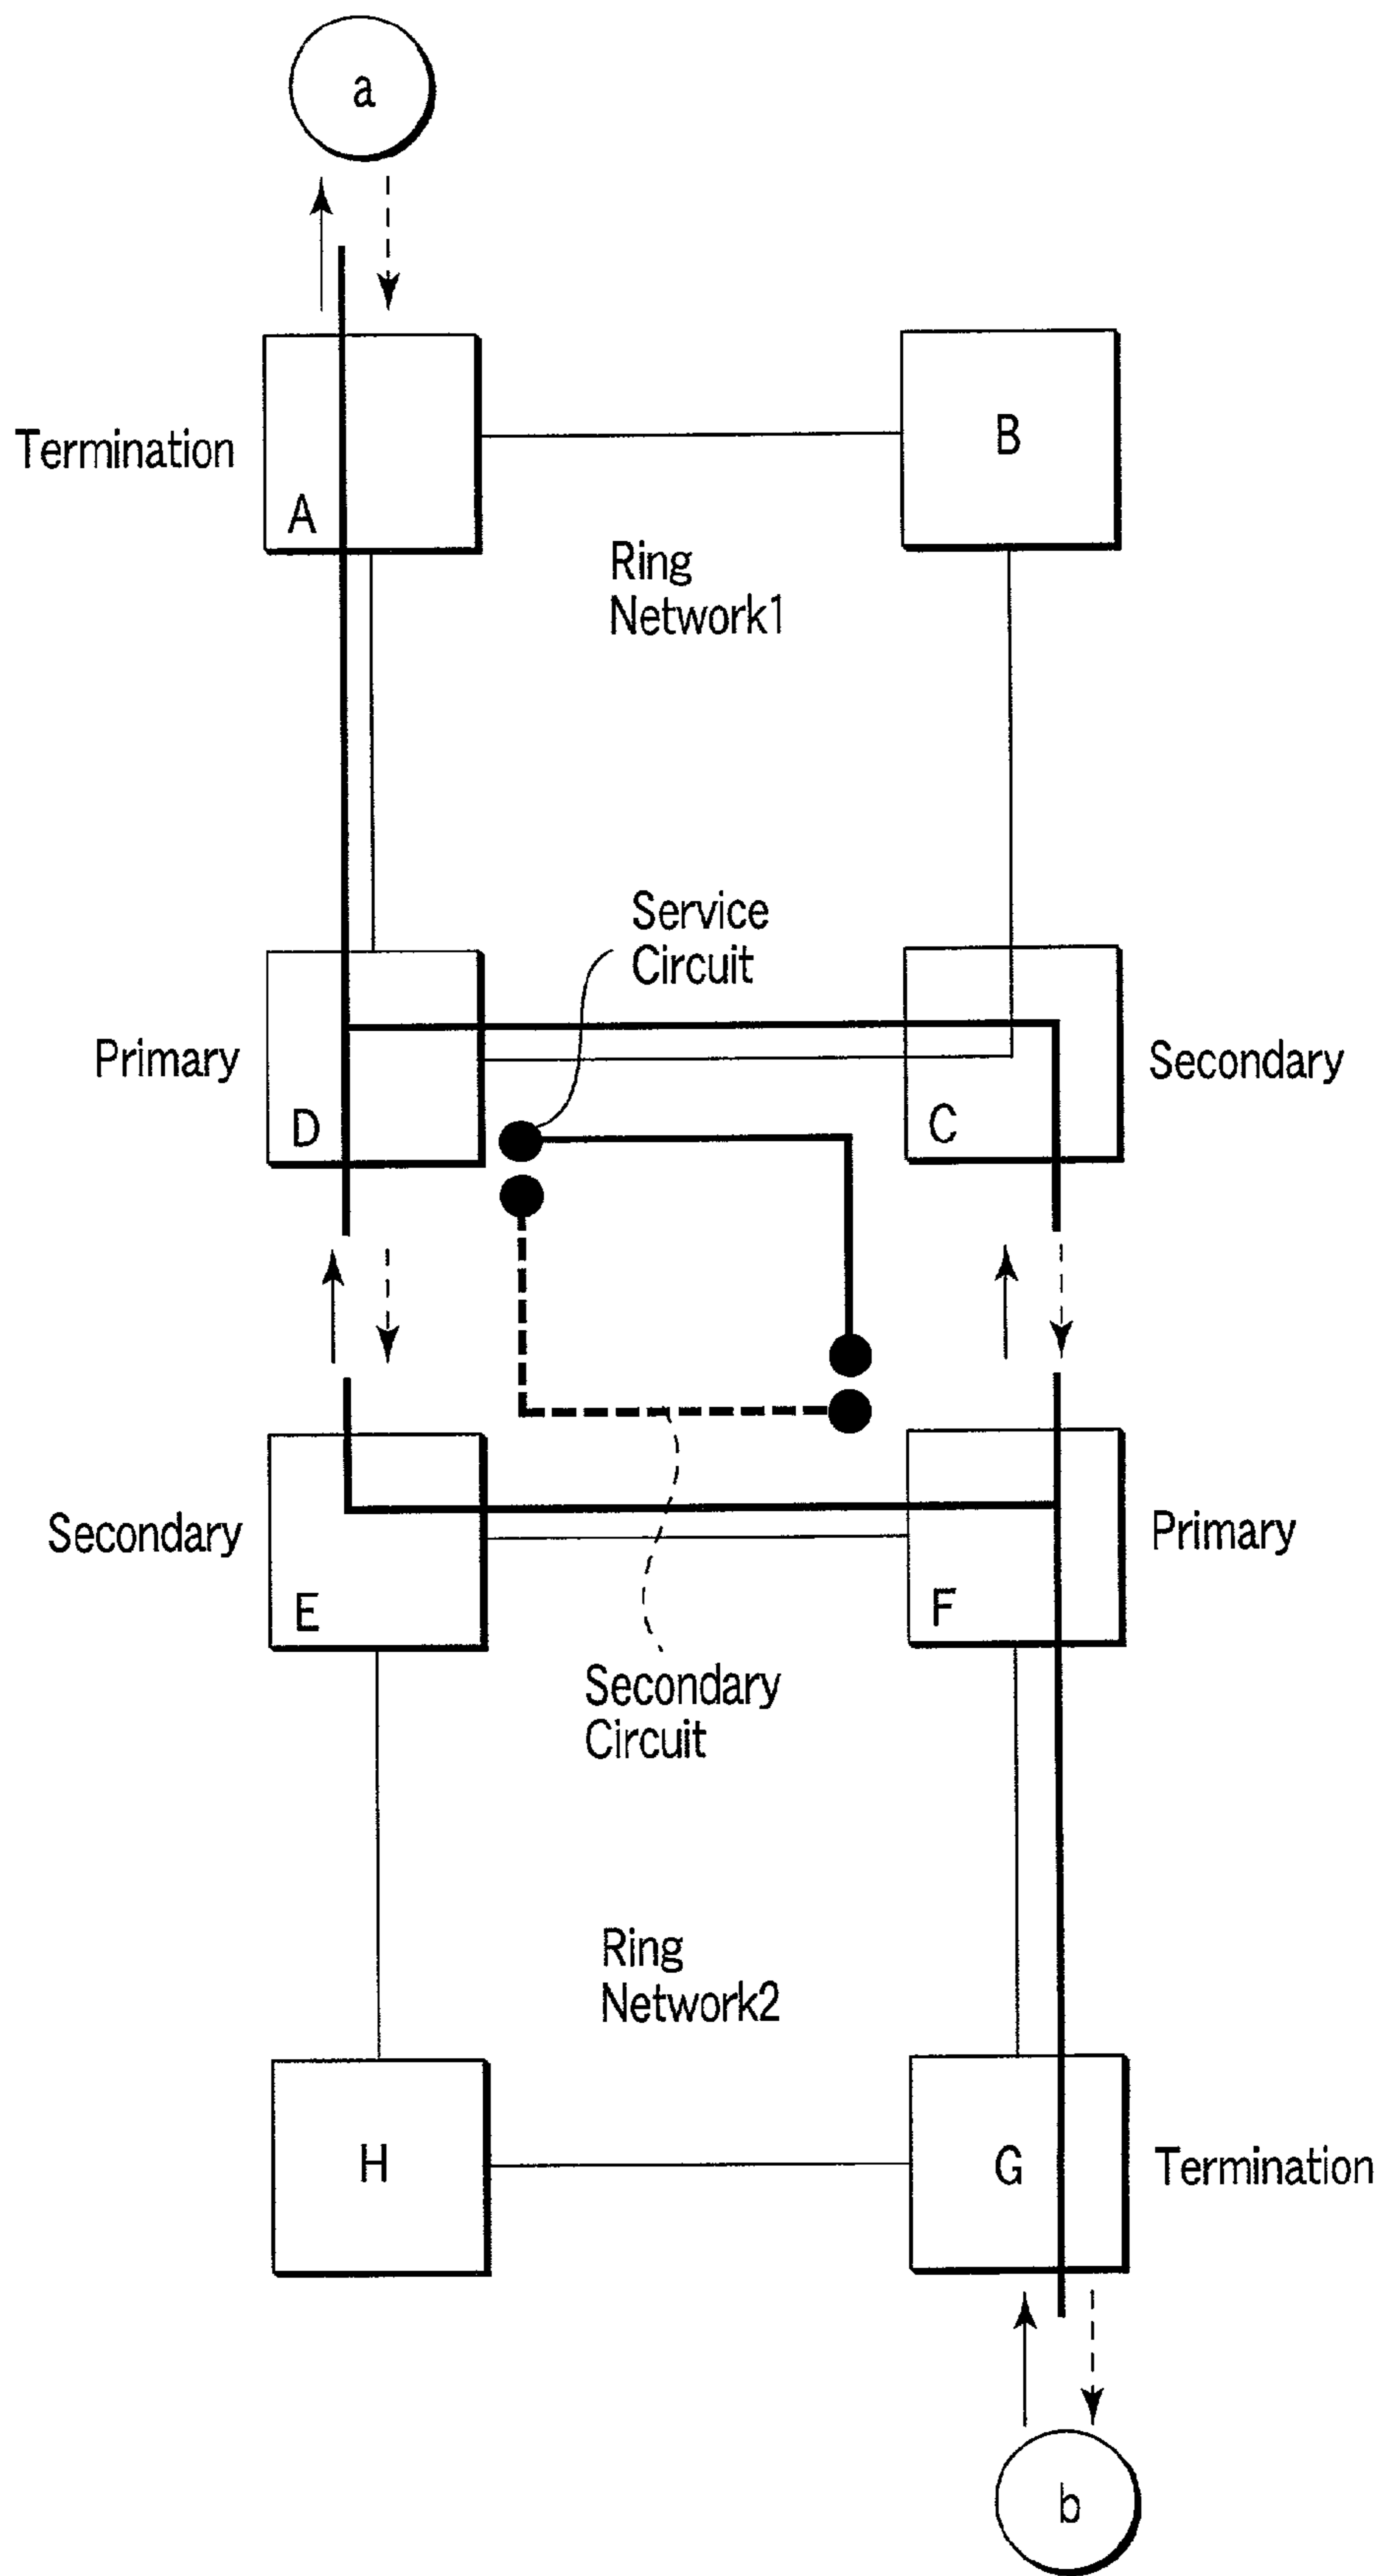 a
B
Termination
A
Ring
Network1
Service
Circuit
Primary
Secondary
D
C
Secondary
Primary
E
F
Secondary
Circuit
Ring
Network2
H
G
Termination
b